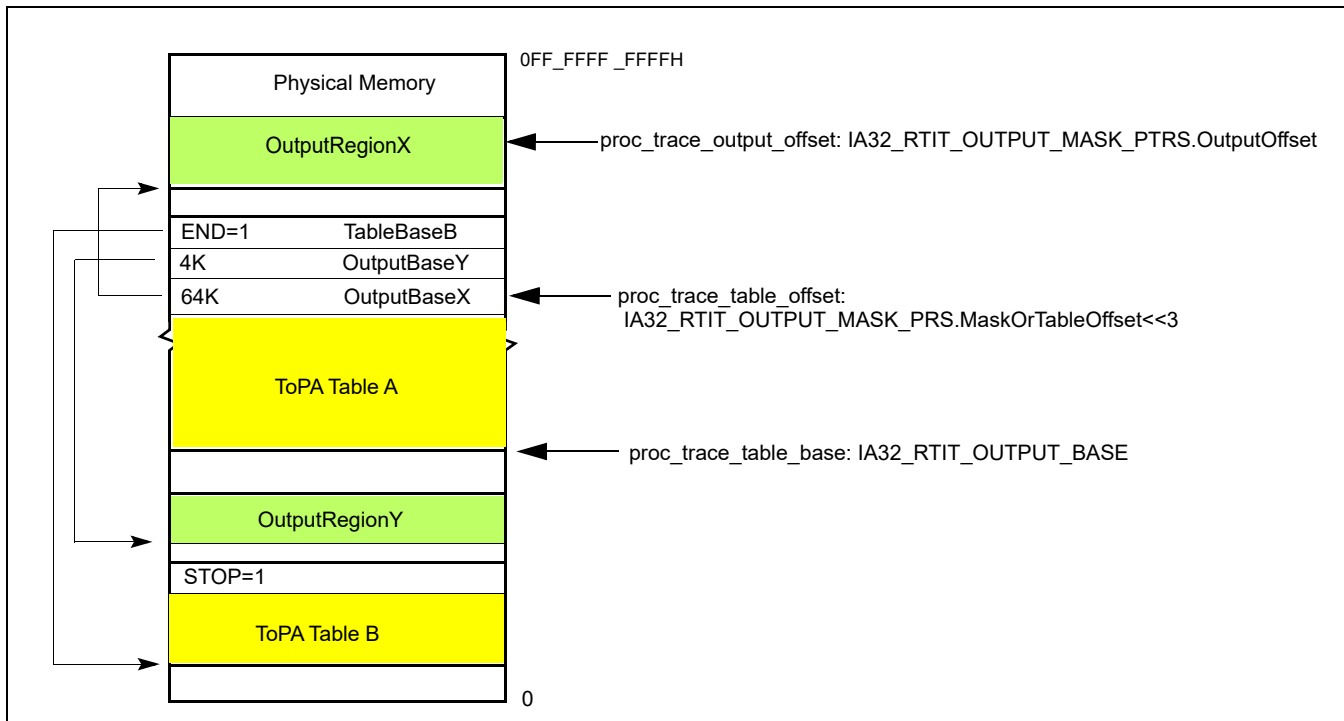 0FF_FFFF _FFFFH
Physical Memory
OutputRegionX
proc_trace_output_offset: IA32_RTIT_OUTPUT_MASK_PTRS.OutputOffset
END=1 TableBaseB
4K OutputBaseY
64K OutputBaseX
proc_trace_table_offset:
IA32_RTIT_OUTPUT_MASK_PRS.MaskOrTableOffset<<3
ToPA Table A
proc_trace_table_base: IA32_RTIT_OUTPUT_BASE
OutputRegionY
STOP=1
ToPA Table B
0